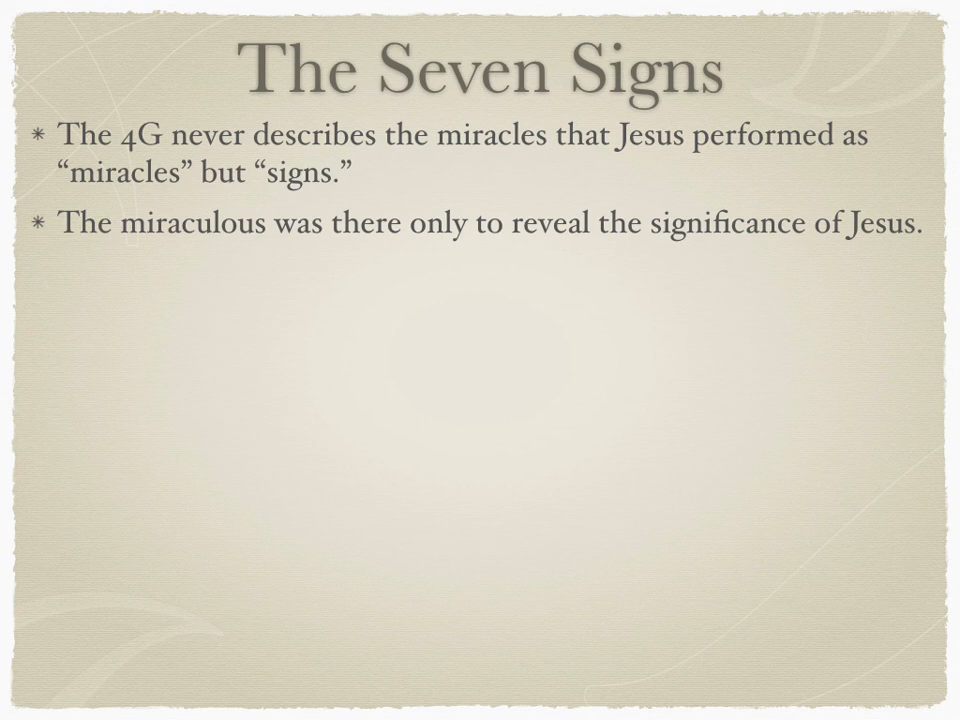 The Seven Signs
* The 4G never describes the miracles that Jesus performed as
“miracles” but “signs.”
* The miraculous was there only to reveal the significance of Jesus.